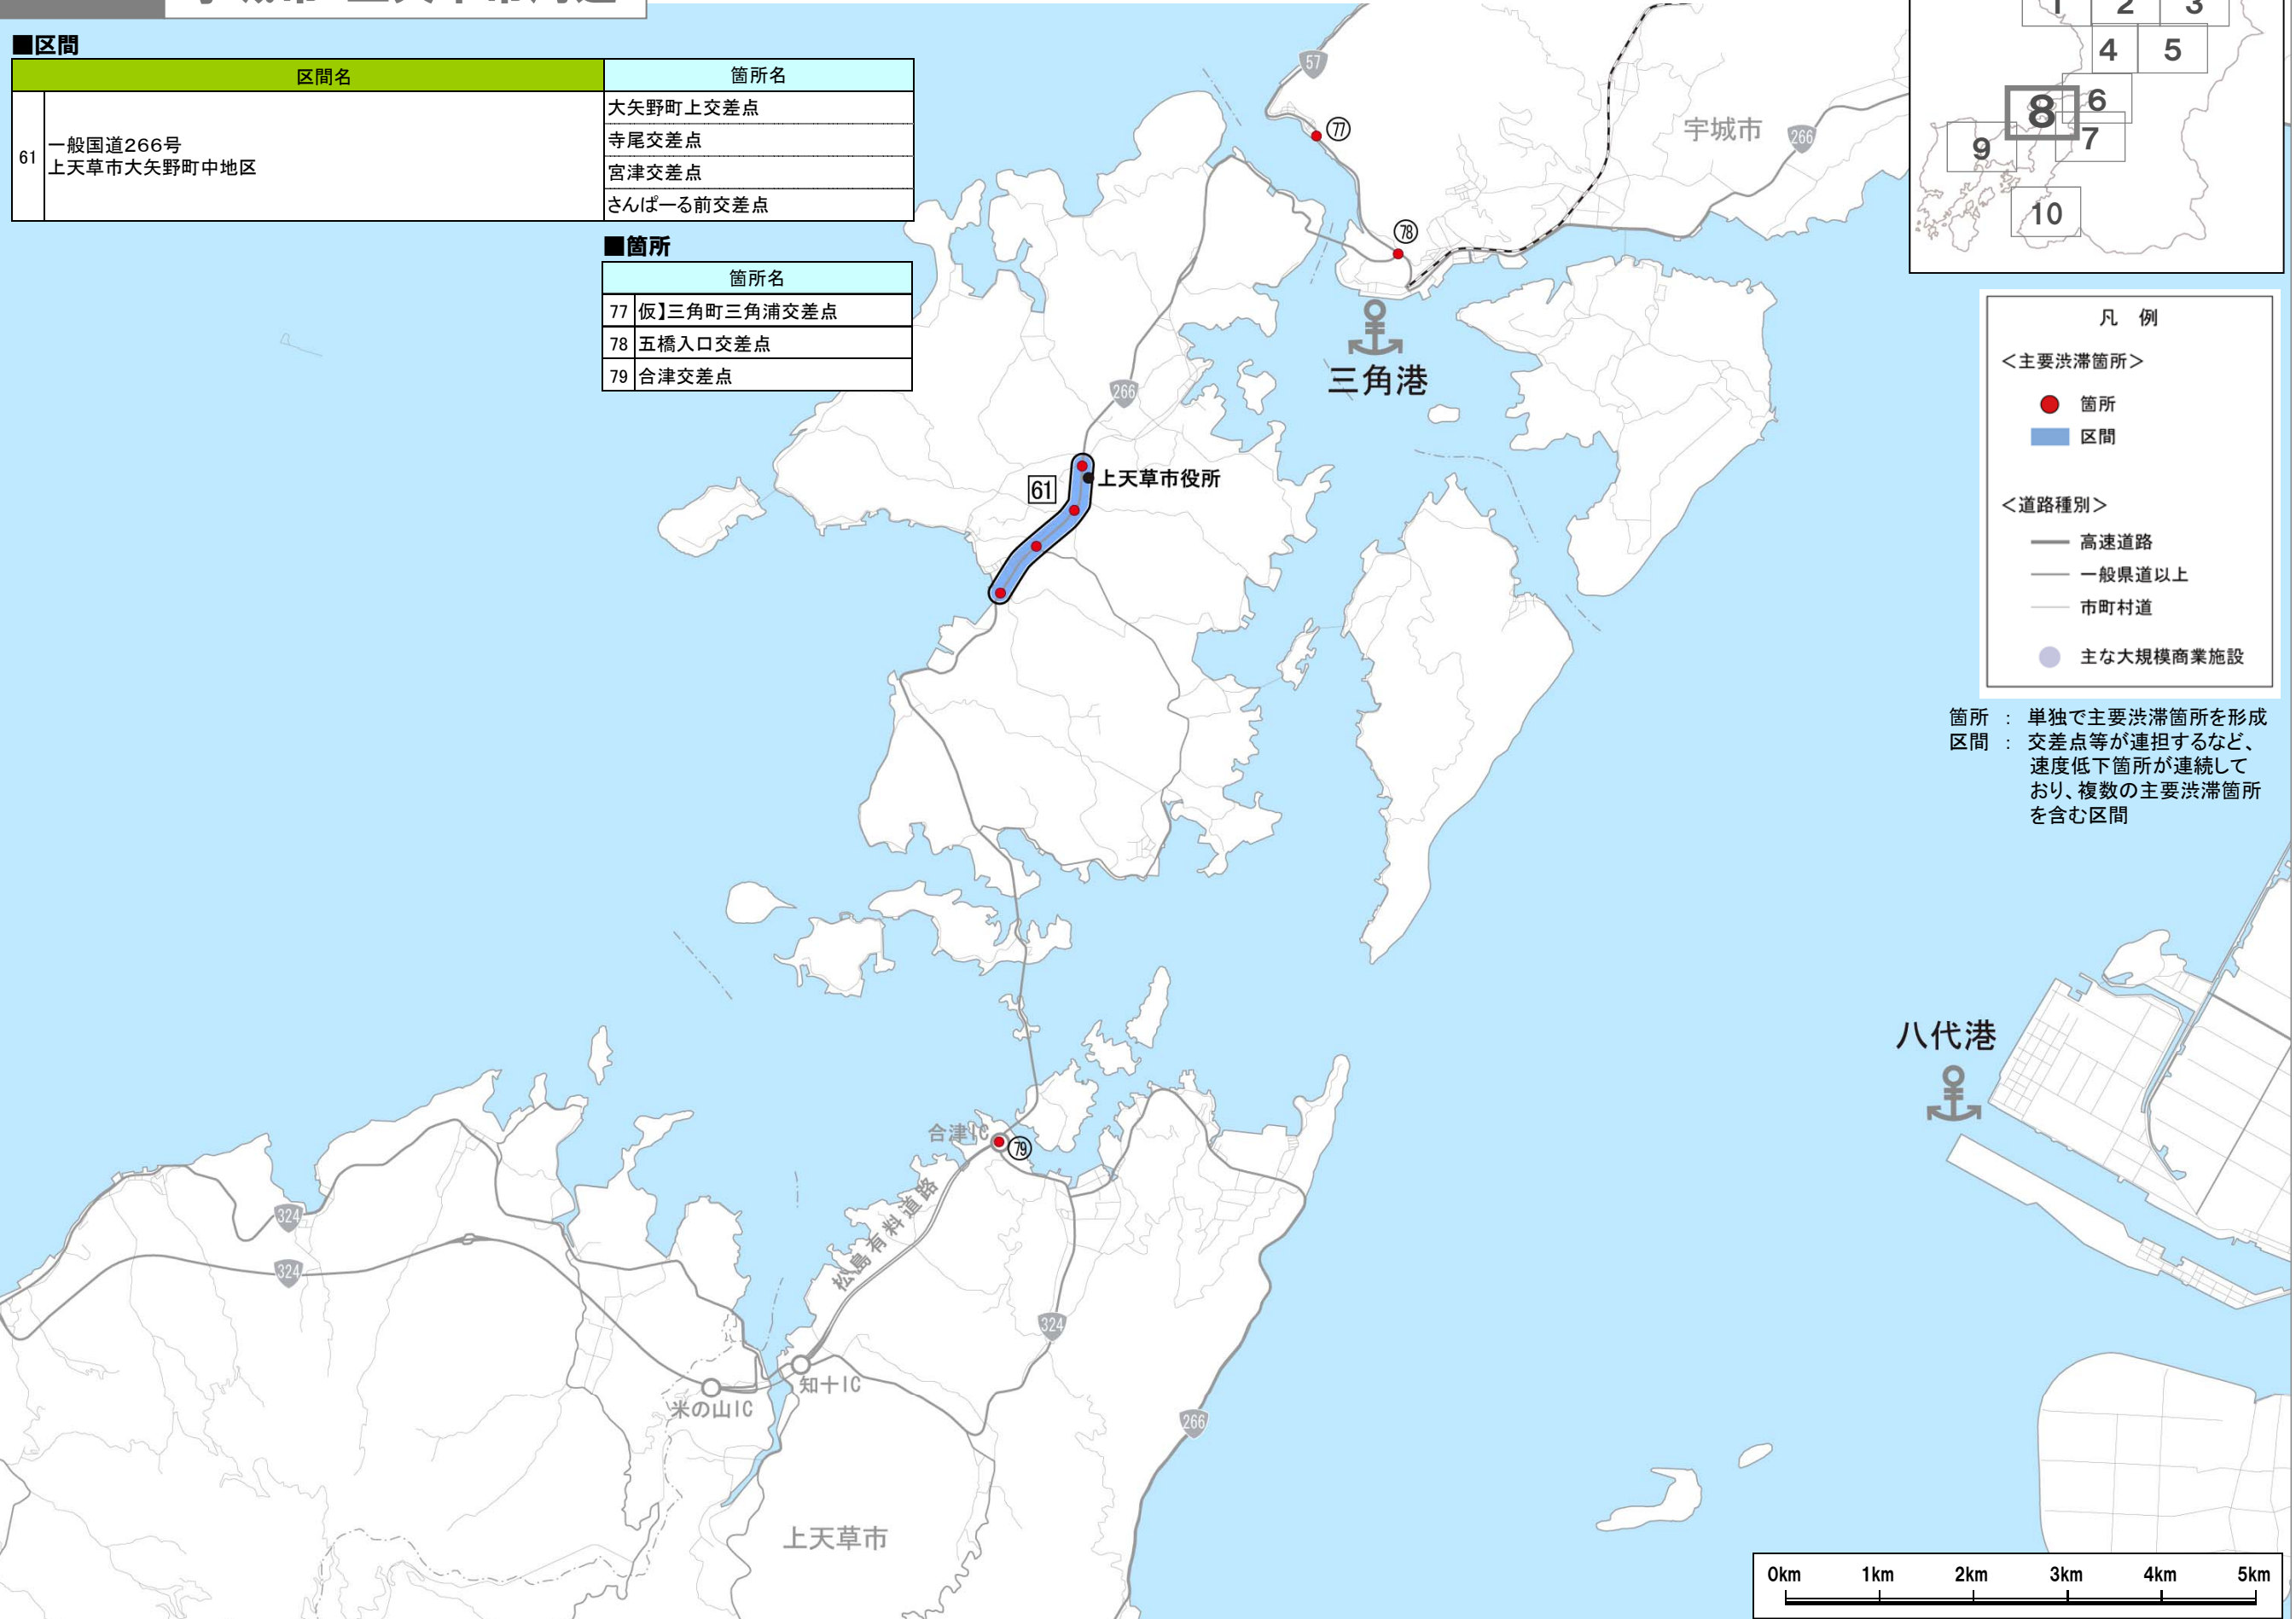 ■区間
区間名
箇所名
61
一般国道266号
上天草市大矢野町中地区
大矢野町上交差点
寺尾交差点
宮津交差点
さんぱーる前交差点
■箇所
箇所名
77 仮】三角町三角浦交差点
78 五橋入口交差点
79 合津交差点
1 2 3
4 5
8 6
9 7
10
凡 例
＜主要渋滞箇所＞
箇所
区間
＜道路種別＞
高速道路
一般県道以上
市町村道
主な大規模商業施設
箇所 : 単独で主要渋滞箇所を形成
区間 : 交差点等が連担するなど、
速度低下箇所が連続して
おり、複数の主要渋滞箇所
を含む区間
57
㊆
77
宇城市
266
78
三角港
266
61
上天草市役所
八代港
合津IC
79
松島有料道路
324
324
324
知十IC
米の山IC
266
上天草市
0km 1km 2km 3km 4km 5km